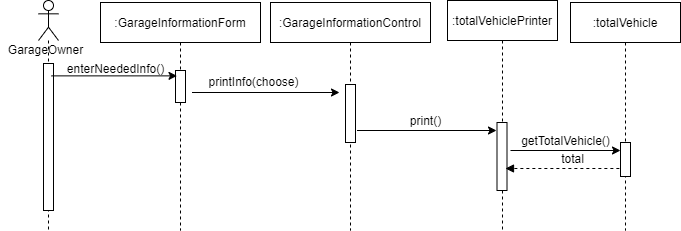 :GarageInformationForm
:GarageInformationControl
:totalVehiclePrinter
:totalVehicle
GarageOwner
enterNeededInfo()
printInfo(choose)
print()
getTotalVehicle()
total